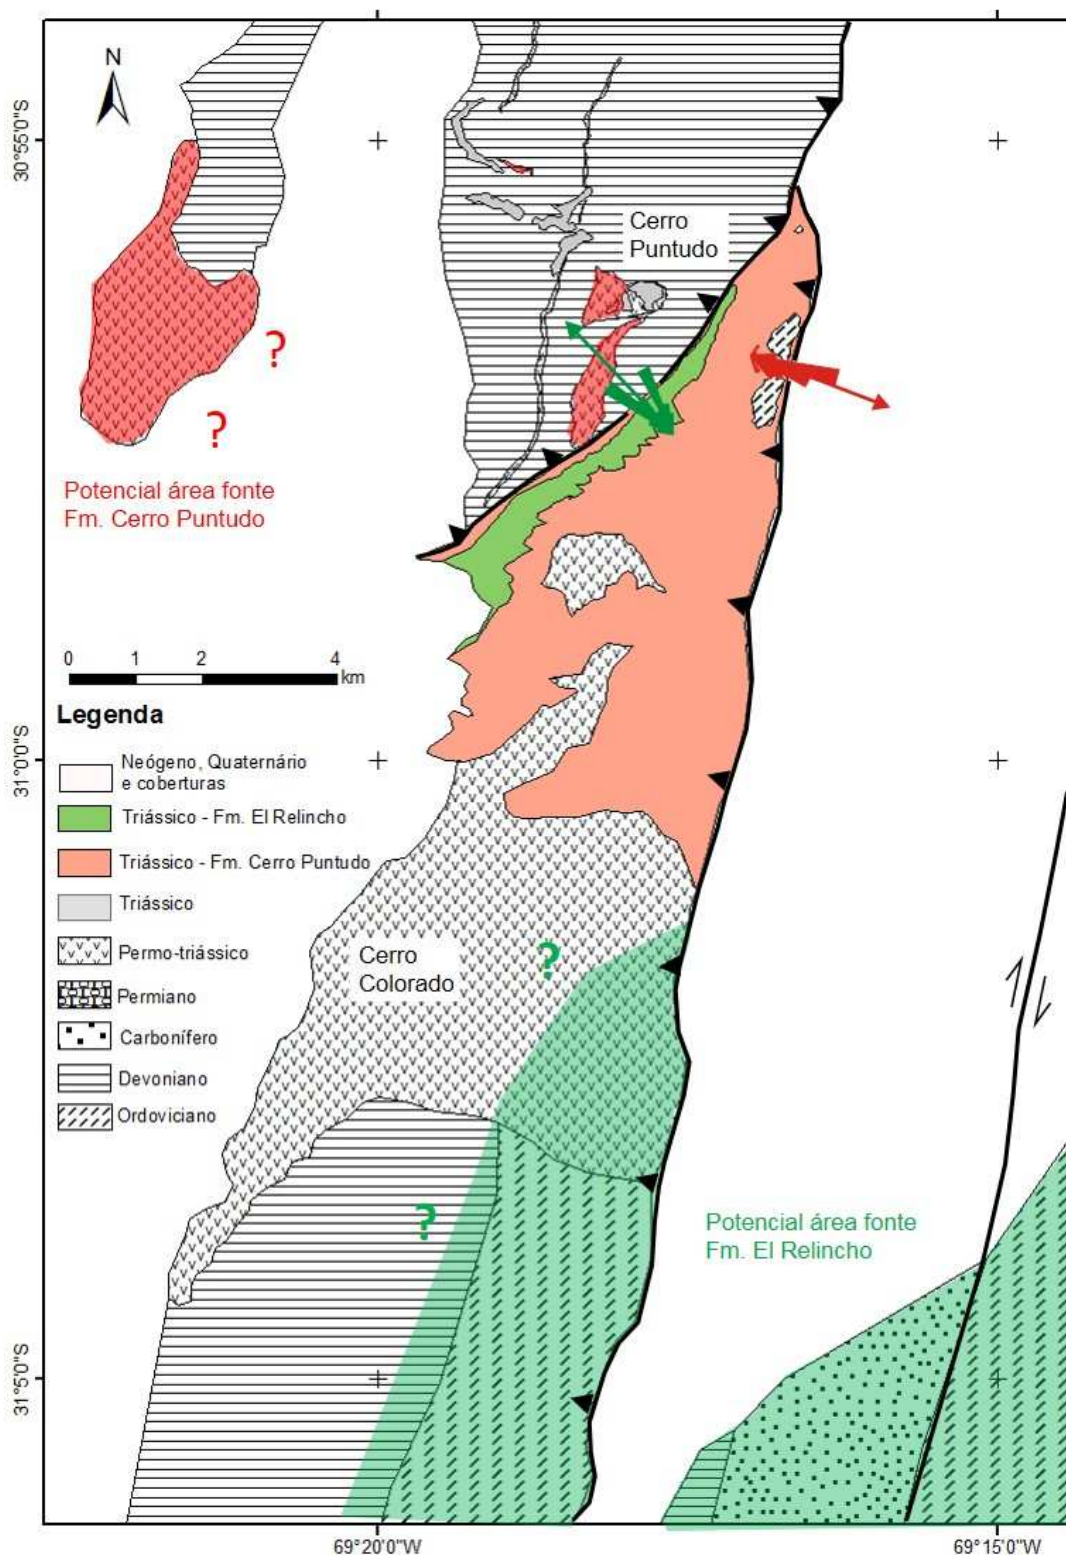 N
30°55'0"S
Cerro
Puntudo
?
?
Potencial área fonte
Fm. Cerro Puntudo
0 1 2 4
km
Legenda
Neógeno, Quaternário
e coberturas
Triássico - Fm. El Relincho
Triássico - Fm. Cerro Puntudo
Triássico
Permo-triássico
Permiano
Carbonífero
Devoniano
Ordoviciano
31°0'0"S
Cerro
Colorado
?
?
Potencial área fonte
Fm. El Relincho
31°5'0"S
69°20'0"W
69°15'0"W